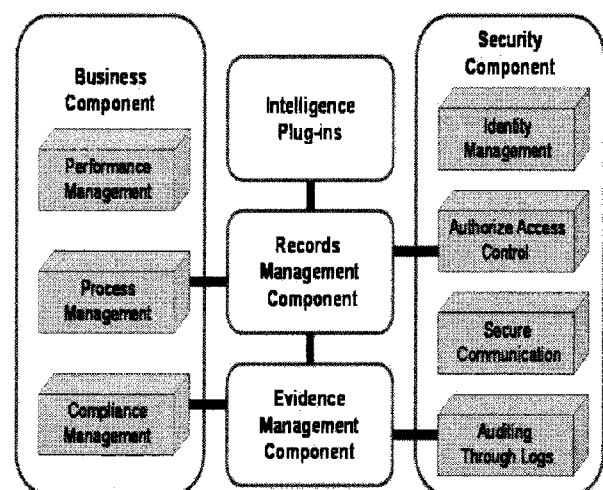 Business
Component
Performance
Management
Process
Management
Compliance
Management
Intelligence
Plug-ins
Records
Management
Component
Evidence
Management
Component
Security
Component
Identity
Management
Authorize Access
Control
Secure
Communication
Auditing
Through Logs